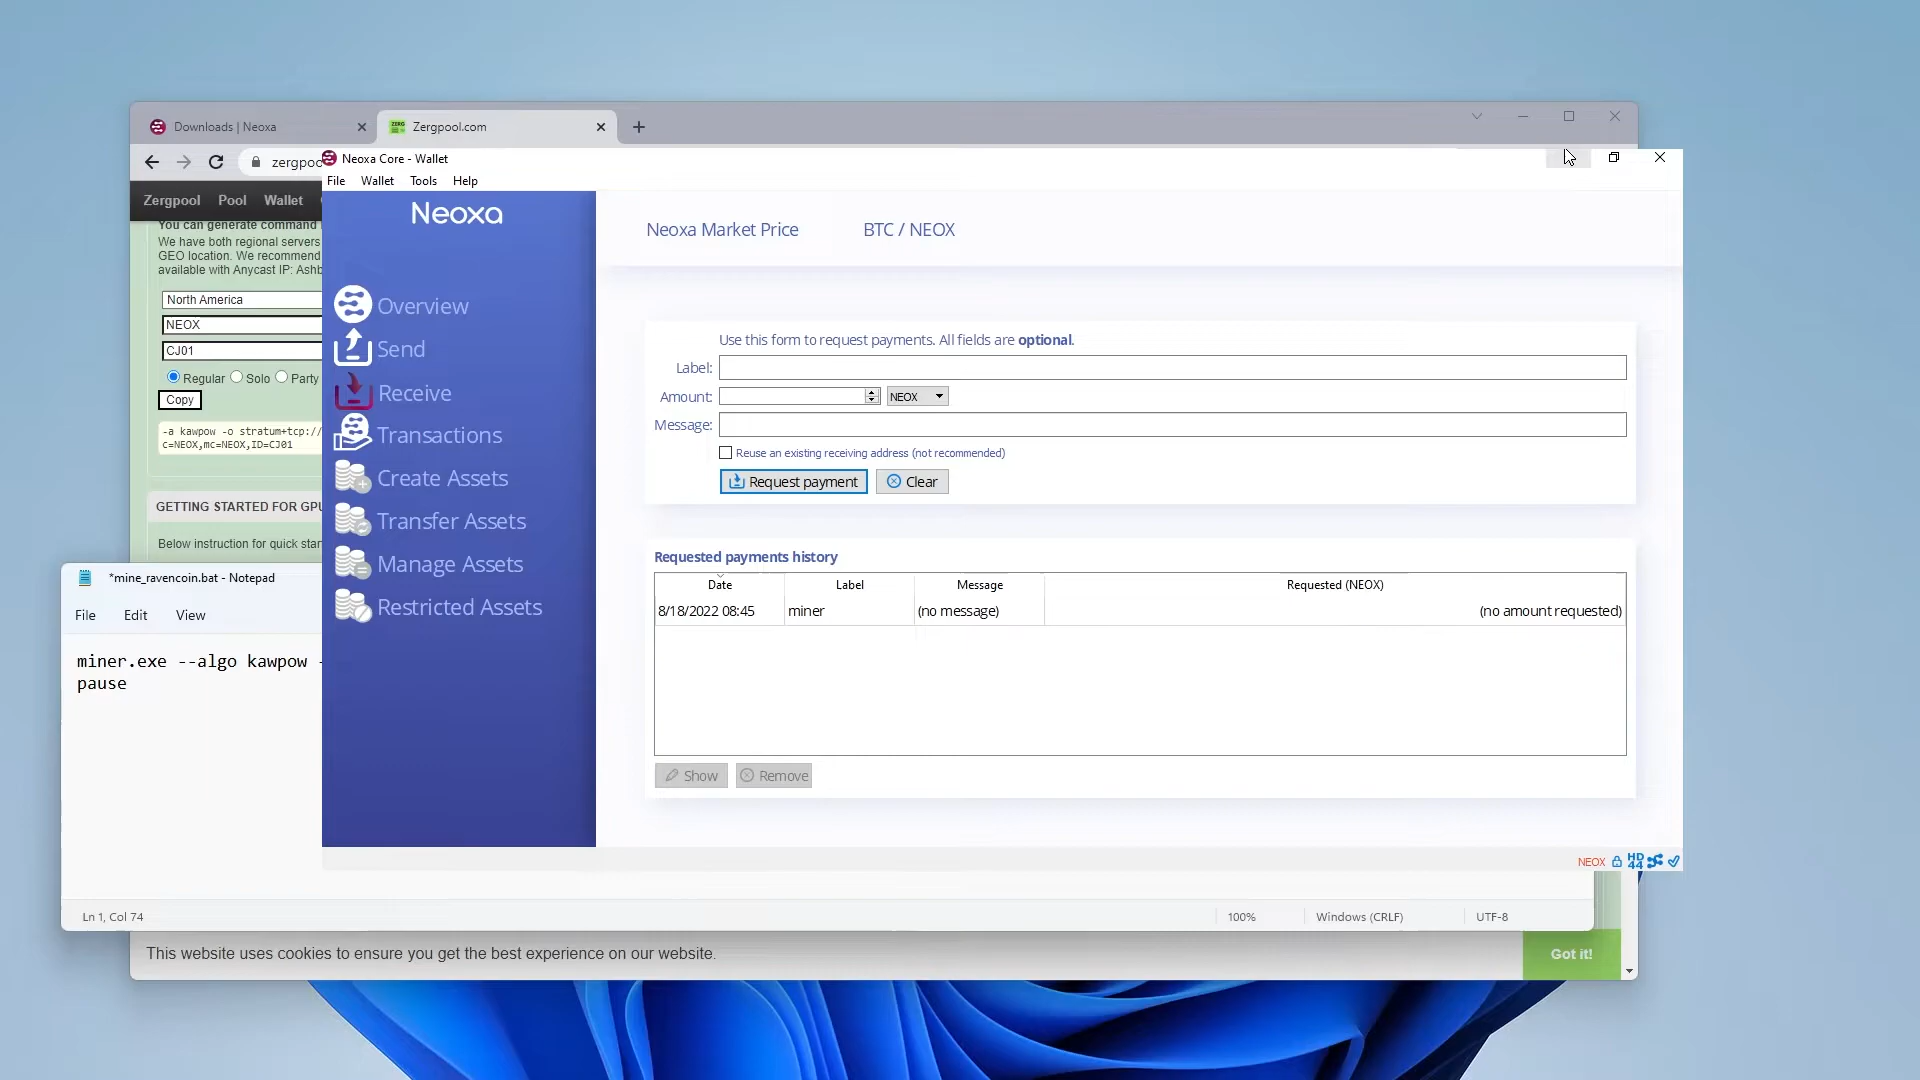 Downloads | Neoxa
Zergpool.com
zergpoo
Zergpool Pool Wallet
You can generate command
We have both regional servers
GEO location. We recommend
available with Anycast IP: Ashb
North America
NEOX
CJ01
Regular Solo Party
Copy
-a kawpow -o stratum+tcp://
c=NEOX,mc=NEOX,ID=CJ01
GETTING STARTED FOR GPU
Below instruction for quick star
*mine_ravencoin.bat - Notepad
File Edit View
miner.exe --algo kawpow -
pause
Ln 1, Col 74
100%
Windows (CRLF)
UTF-8
This website uses cookies to ensure you get the best experience on our website.
Got it!
Neoxa Core - Wallet
File Wallet Tools Help
Neoxa
Overview
Send
Receive
Transactions
Create Assets
Transfer Assets
Manage Assets
Restricted Assets
Neoxa Market Price BTC / NEOX
Use this form to request payments. All fields are optional.
Label:
Amount: NEOX
Message:
Reuse an existing receiving address (not recommended)
Request payment Clear
Requested payments history
Date Label Message Requested (NEOX)
8/18/2022 08:45 miner (no message) (no amount requested)
Show Remove
NEOX HD 44